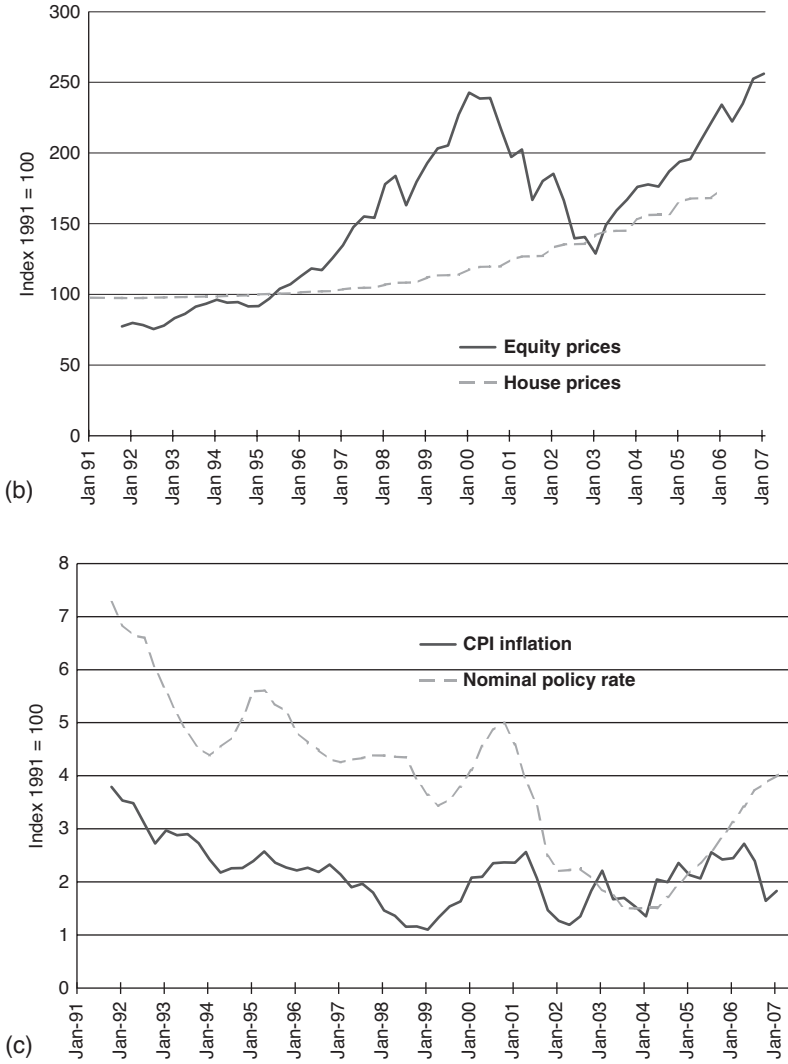 300
250
200
150
100
50
0
Index 1991 = 100
Equity prices
House prices
Jan 91
Jan 92
Jan 93
Jan 94
Jan 95
Jan 96
Jan 97
Jan 98
Jan 99
Jan 00
Jan 01
Jan 02
Jan 03
Jan 04
Jan 05
Jan 06
Jan 07
(b)
8
7
6
5
4
3
2
1
0
Index 1991 = 100
CPI inflation
Nominal policy rate
Jan-91
Jan-92
Jan-93
Jan-94
Jan-95
Jan-96
Jan-97
Jan-98
Jan-99
Jan-00
Jan-01
Jan-02
Jan-03
Jan-04
Jan-05
Jan-06
Jan-07
(c)